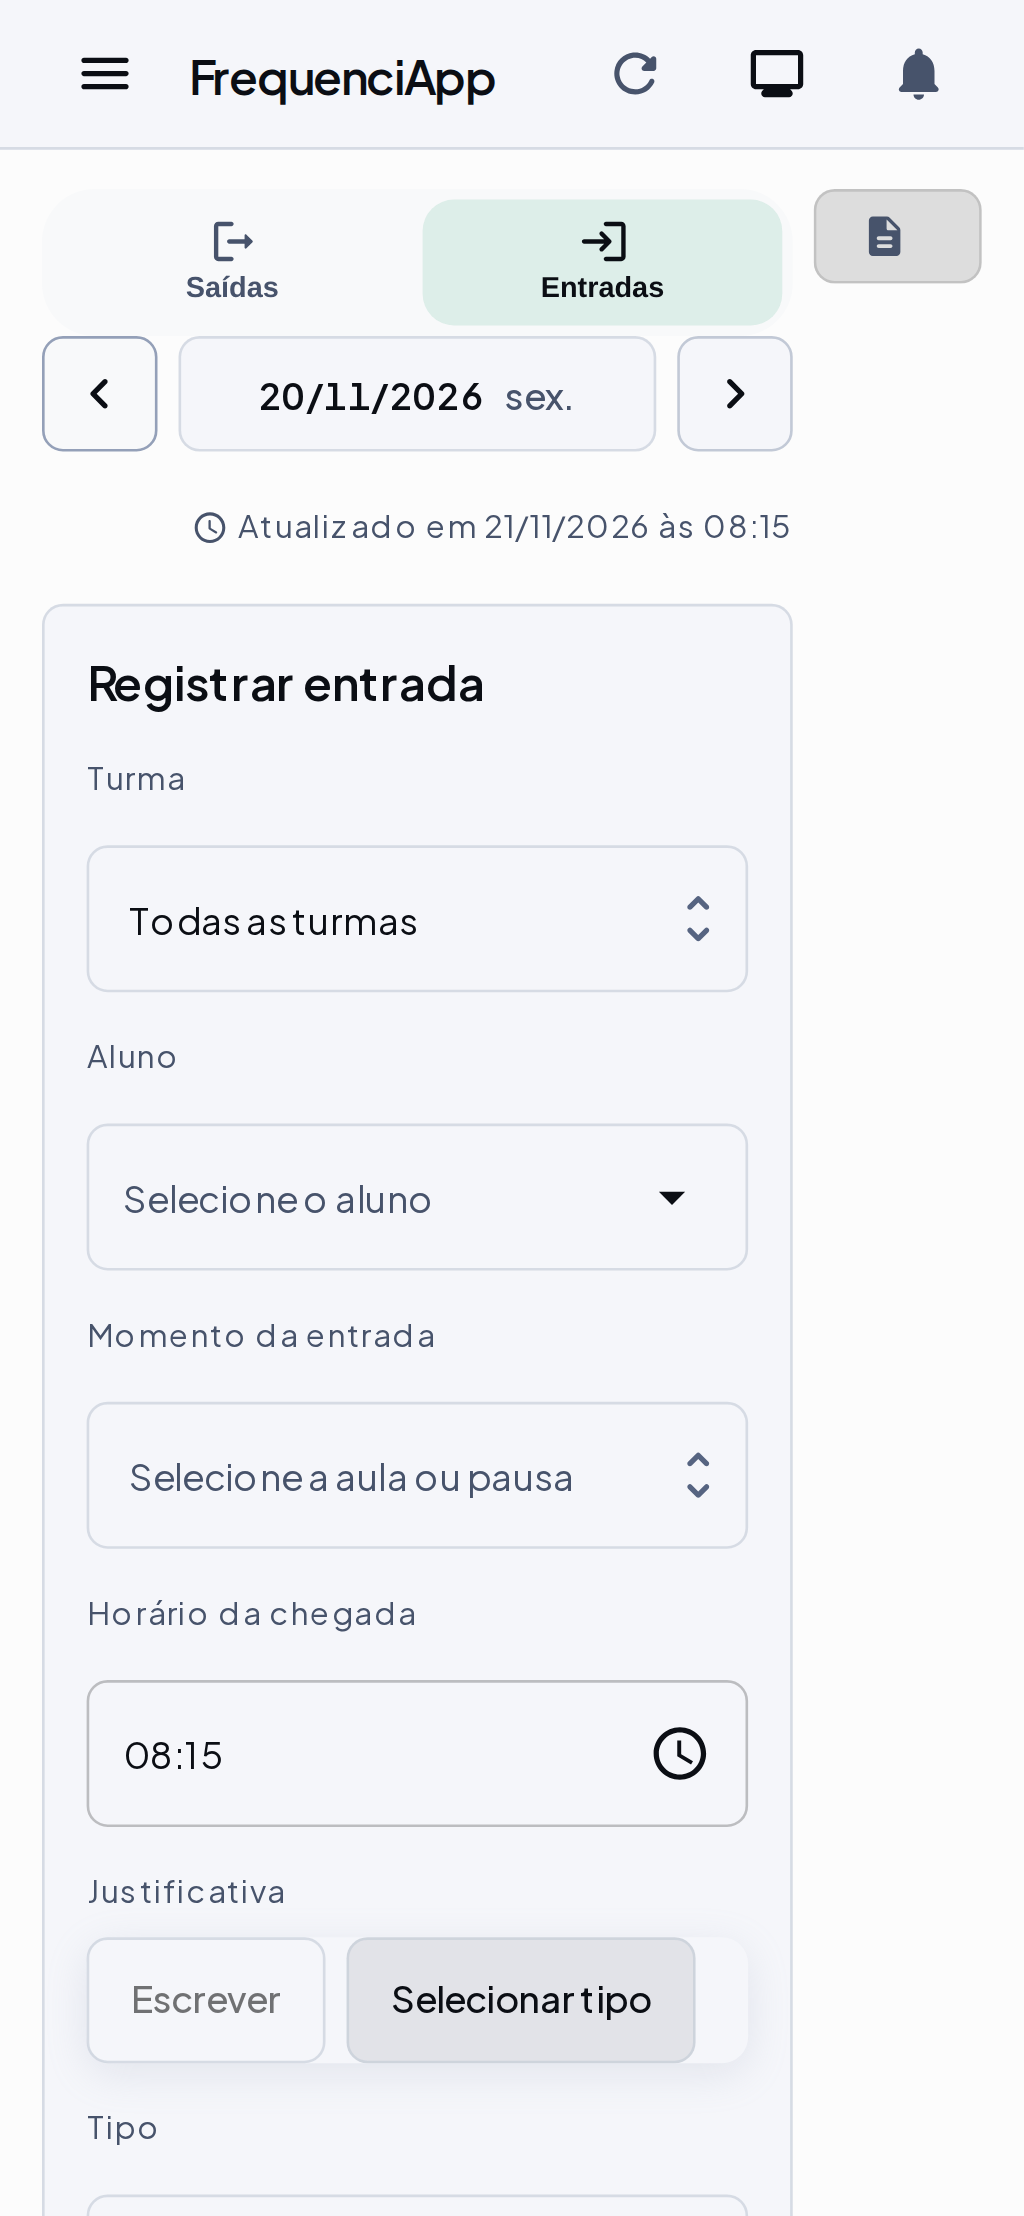 FrequenciApp
Saídas
Entradas
20/11/2026 sex.
Atualizado em 21/11/2026 às 08:15
Registrar entrada
Turma
Todas as turmas
Aluno
Selecione o aluno
Momento da entrada
Selecione a aula ou pausa
Horário da chegada
08:15
Justificativa
Escrever
Selecionar tipo
Tipo